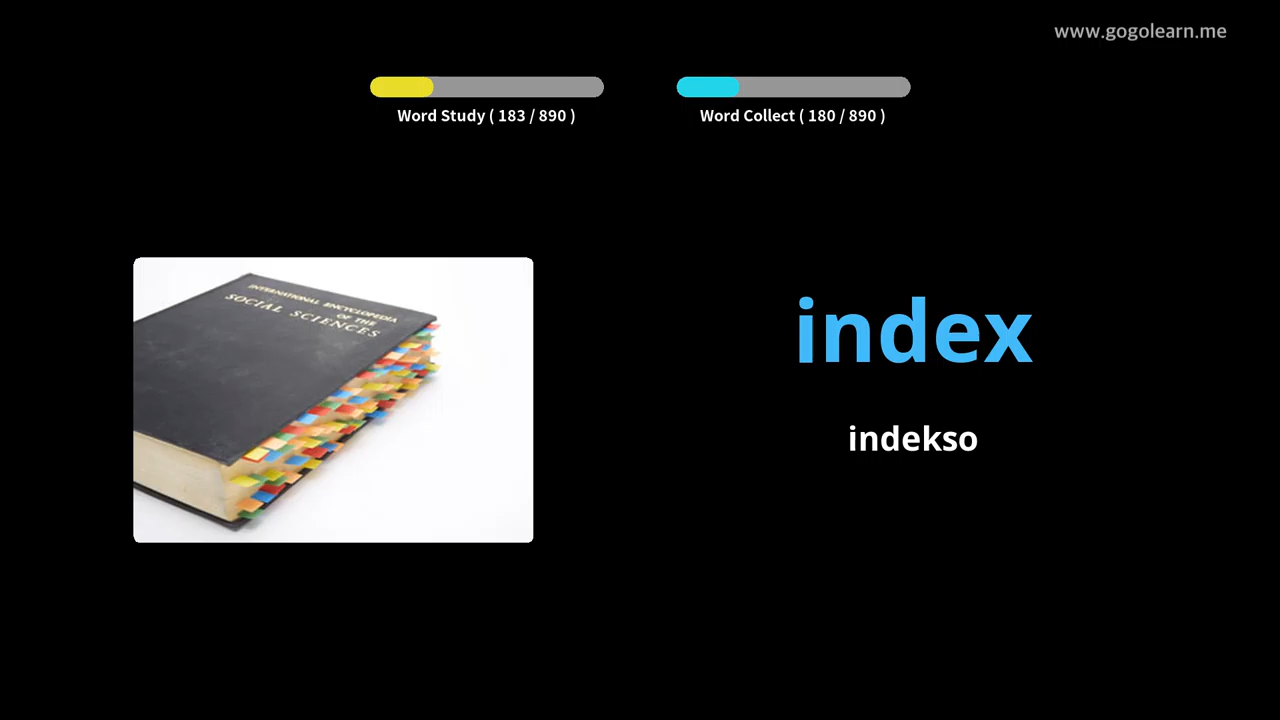 www.gogolearn.me
Word Study ( 183 / 890 )
Word Collect ( 180 / 890 )
INTERNATIONAL ENCYCLOPEDIA
OF THE
SOCIAL SCIENCES
index
indekso